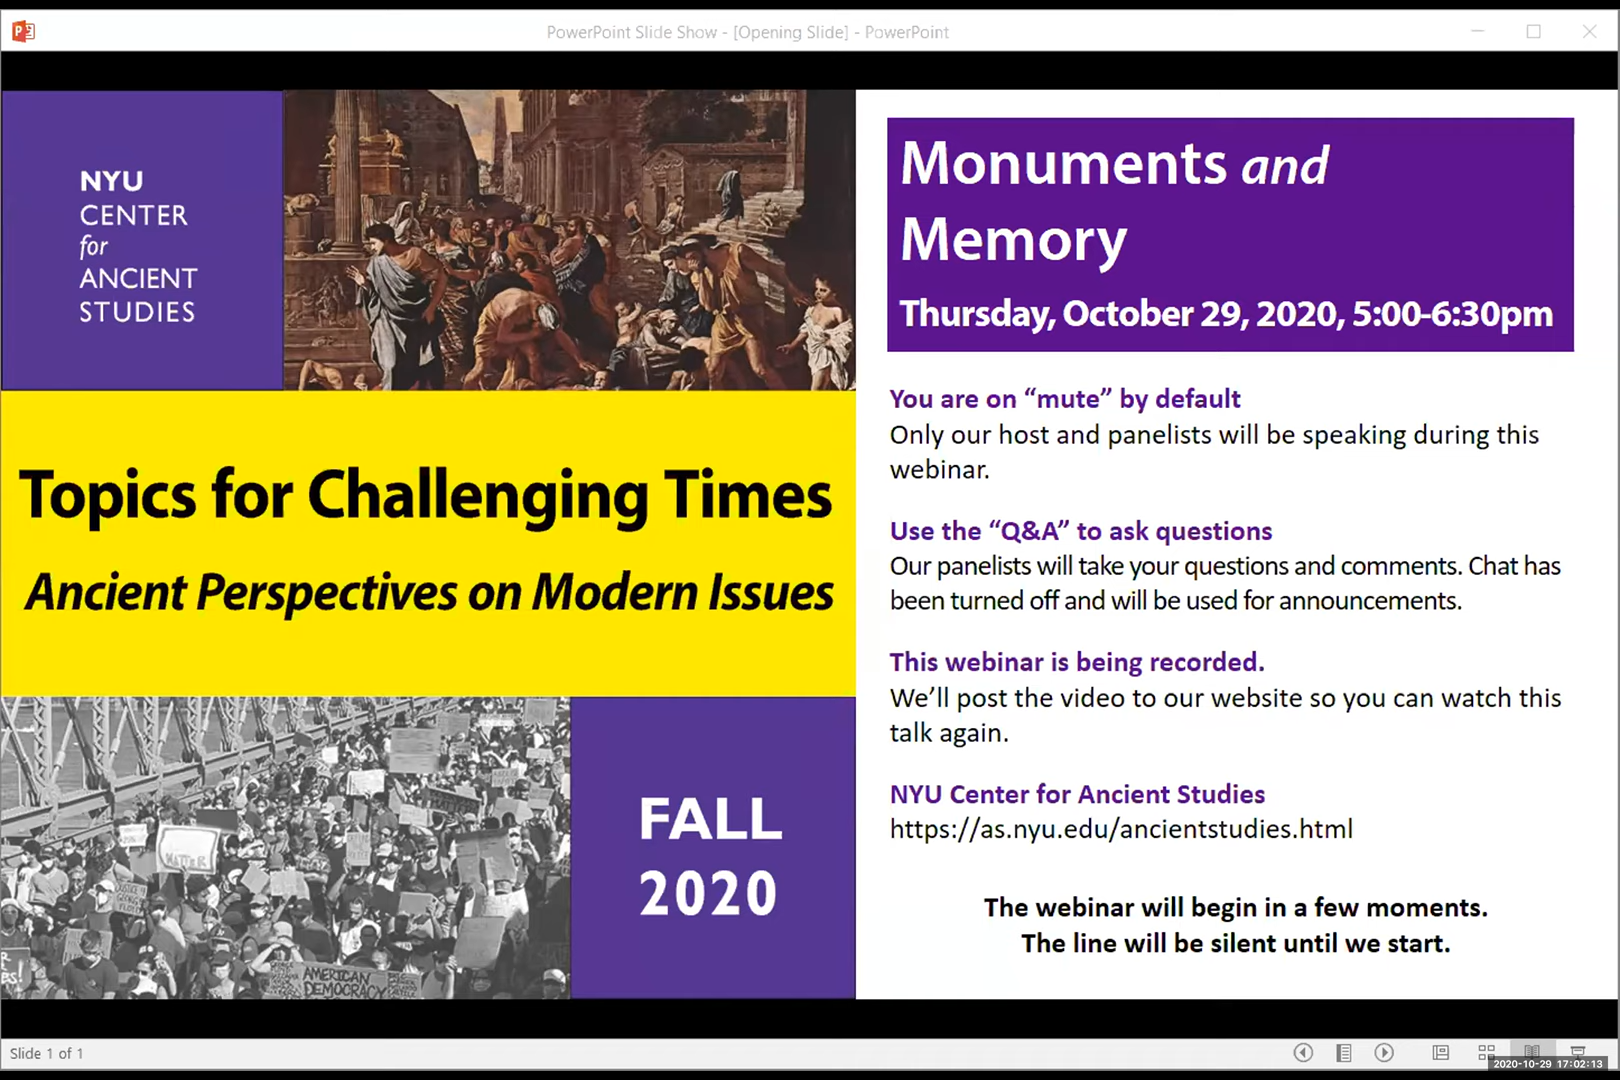 PowerPoint Slide Show - [Opening Slide] - PowerPoint
NYU
CENTER
for
ANCIENT
STUDIES
Topics for Challenging Times
Ancient Perspectives on Modern Issues
MATTER
AMERICAN
DEMOCRACY
FALL
2020
Monuments and
Memory
Thursday, October 29, 2020, 5:00-6:30pm
You are on “mute” by default
Only our host and panelists will be speaking during this
webinar.
Use the “Q&A” to ask questions
Our panelists will take your questions and comments. Chat has
been turned off and will be used for announcements.
This webinar is being recorded.
We’ll post the video to our website so you can watch this
talk again.
NYU Center for Ancient Studies
https://as.nyu.edu/ancientstudies.html
The webinar will begin in a few moments.
The line will be silent until we start.
Slide 1 of 1
2020-10-29 17:02:13